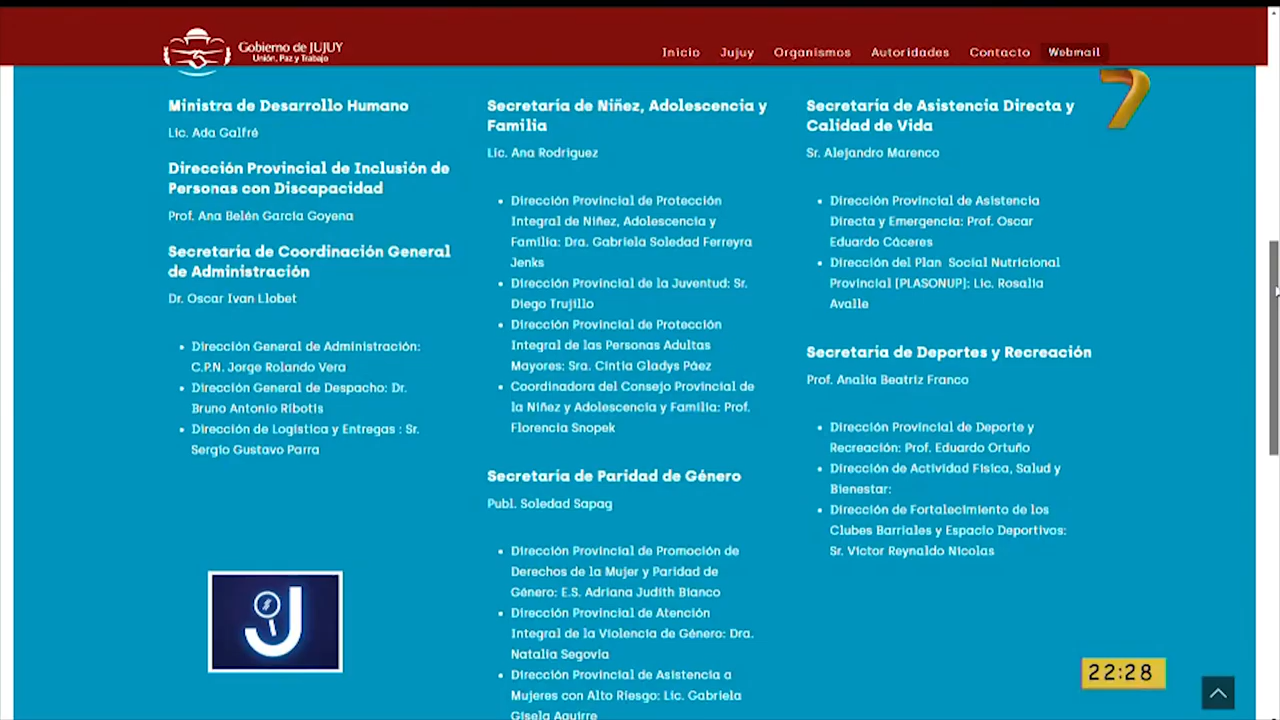 Gobierno de JUJUY
Unión, Paz y Trabajo
Inicio Jujuy Organismos Autoridades Contacto Webmail
7
Ministra de Desarrollo Humano
Lic. Ada Galfré
Dirección Provincial de Inclusión de
Personas con Discapacidad
Prof. Ana Belén García Goyena
Secretaría de Coordinación General
de Administración
Dr. Oscar Ivan Llobet
Dirección General de Administración:
C.P.N. Jorge Rolando Vera
Dirección General de Despacho: Dr.
Bruno Antonio Ribotis
Dirección de Logística y Entregas : Sr.
Sergio Gustavo Parra
J
Secretaría de Niñez, Adolescencia y
Familia
Lic. Ana Rodriguez
Dirección Provincial de Protección
Integral de Niñez, Adolescencia y
Familia: Dra. Gabriela Soledad Ferreyra
Jenks
Dirección Provincial de la Juventud: Sr.
Diego Trujillo
Dirección Provincial de Protección
Integral de las Personas Adultas
Mayores: Sra. Cintia Gladys Páez
Coordinadora del Consejo Provincial de
la Niñez y Adolescencia y Familia: Prof.
Florencia Snopek
Secretaría de Paridad de Género
Publ. Soledad Sapag
Dirección Provincial de Promoción de
Derechos de la Mujer y Paridad de
Género: E.S. Adriana Judith Bianco
Dirección Provincial de Atención
Integral de la Violencia de Género: Dra.
Natalia Segovia
Dirección Provincial de Asistencia a
Mujeres con Alto Riesgo: Lic. Gabriela
Gisela Aguirre
Secretaría de Asistencia Directa y
Calidad de Vida
Sr. Alejandro Marenco
Dirección Provincial de Asistencia
Directa y Emergencia: Prof. Oscar
Eduardo Cáceres
Dirección del Plan Social Nutricional
Provincial (PLASONUP): Lic. Rosalia
Avalle
Secretaría de Deportes y Recreación
Prof. Analia Beatriz Franco
Dirección Provincial de Deporte y
Recreación: Prof. Eduardo Ortuño
Dirección de Actividad Física, Salud y
Bienestar:
Dirección de Fortalecimiento de los
Clubes Barriales y Espacio Deportivos:
Sr. Víctor Reynaldo Nicolas
22:28